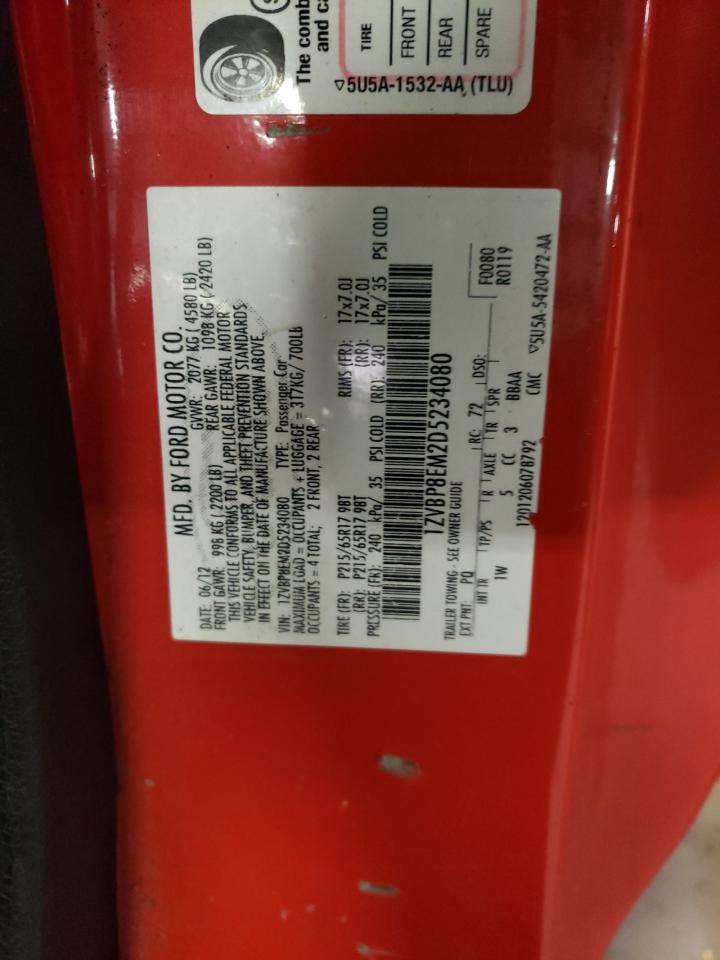 The comb
and ca
TIRE
FRONT
REAR
SPARE
▽5U5A-1532-AA (TLU)
MFD. BY FORD MOTOR CO.
DATE: 06/12 GVWR: 2077 KG ( 4580 LB)
FRONT GAWR: 998 KG ( 2200 LB) REAR GAWR: 1098 KG ( 2420 LB)
THIS VEHICLE CONFORMS TO ALL APPLICABLE FEDERAL MOTOR
VEHICLE SAFETY, BUMPER, AND THEFT PREVENTION STANDARDS
IN EFFECT ON THE DATE OF MANUFACTURE SHOWN ABOVE.
VIN: 1ZVBP8EM2D5234080 TYPE: Passenger Car
MAXIMUM LOAD = OCCUPANTS + LUGGAGE = 317KG/ 700LB
OCCUPANTS = 4 TOTAL; 2 FRONT, 2 REAR
TIRE (FR): P215/65R17 98T RIMS (FR): 17x7.0J
(RR): P215/65R17 98T (RR): 17x7.0J
PRESSURE (FR): 240 kPa/ 35 PSI COLD (RR): 240 kPa/ 35 PSI COLD
1ZVBP8EM2D5234080
TRAILER TOWING - SEE OWNER GUIDE
EXT PNT: PQ RC: 72 DSO: F0080
R0119
INT TR TP/PS R AXLE TR SPR
1W 5 CC 3 BBAA
1201206078792 CMC ▽5U5A-5420472-AA